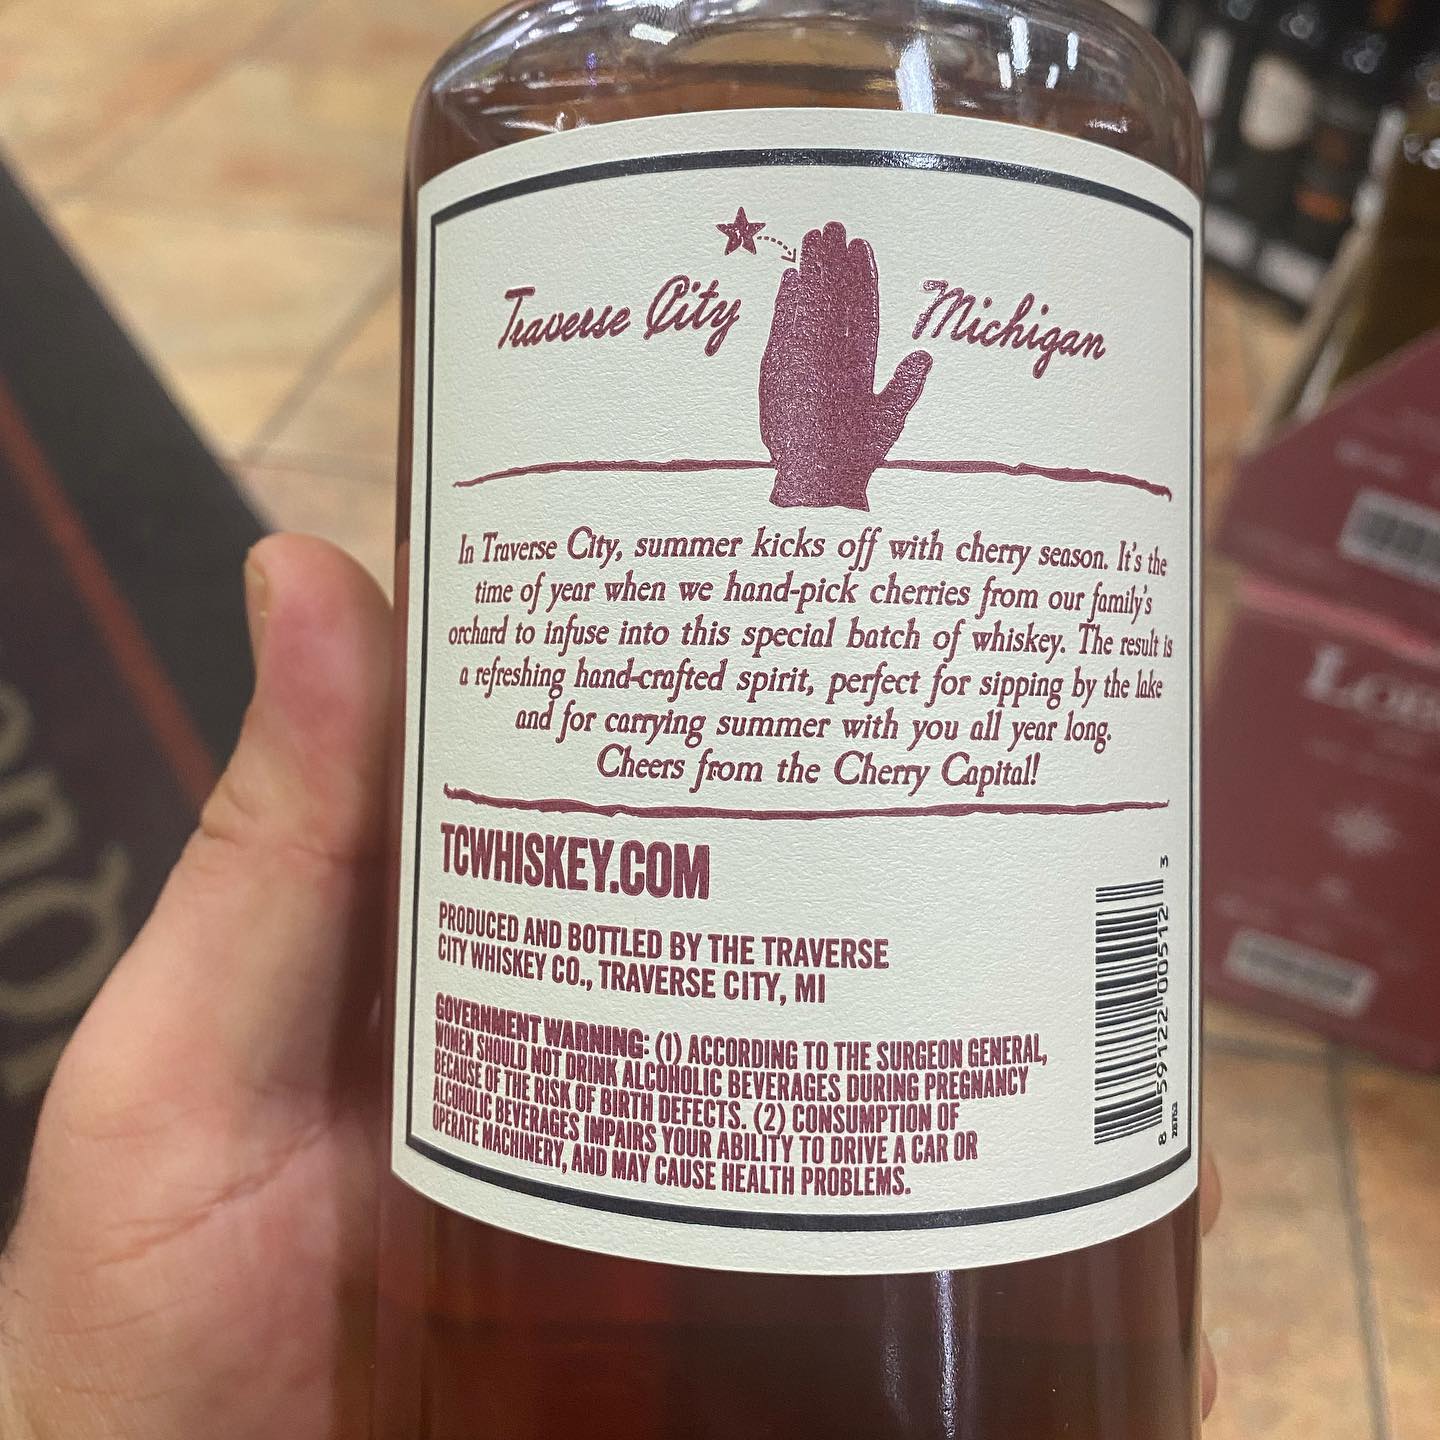 Traverse City Michigan
In Traverse City, summer kicks off with cherry season. It's the
time of year when we hand-pick cherries from our family's
orchard to infuse into this special batch of whiskey. The result is
a refreshing hand-crafted spirit, perfect for sipping by the lake
and for carrying summer with you all year long.
Cheers from the Cherry Capital!
TCWHISKEY.COM
PRODUCED AND BOTTLED BY THE TRAVERSE
CITY WHISKEY CO., TRAVERSE CITY, MI
GOVERNMENT WARNING: (1) ACCORDING TO THE SURGEON GENERAL,
WOMEN SHOULD NOT DRINK ALCOHOLIC BEVERAGES DURING PREGNANCY
BECAUSE OF THE RISK OF BIRTH DEFECTS. (2) CONSUMPTION OF
ALCOHOLIC BEVERAGES IMPAIRS YOUR ABILITY TO DRIVE A CAR OR
OPERATE MACHINERY, AND MAY CAUSE HEALTH PROBLEMS.
8 59122 00512 3